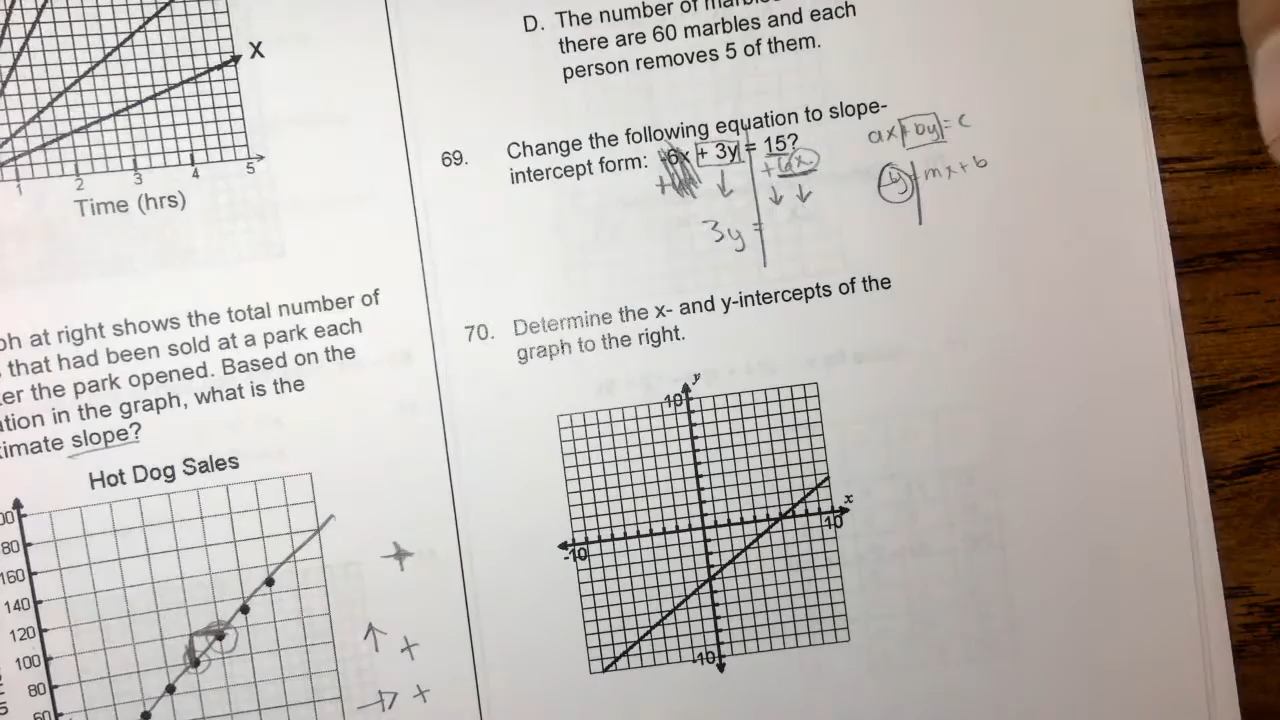 X
1 2 3 4 5
Time (hrs)
ph at right shows the total number of
that had been sold at a park each
er the park opened. Based on the
ation in the graph, what is the
imate slope?
Hot Dog Sales
80
160
140
120
100
80
60
D. The number of
there are 60 marbles and each
person removes 5 of them.
69. Change the following equation to slope-
intercept form: -6x + 3y = 15?
+6x
3y =
ax + by = c
y = mx + b
70. Determine the x- and y-intercepts of the
graph to the right.
y
10
x
-10 10
-10
+
+
+